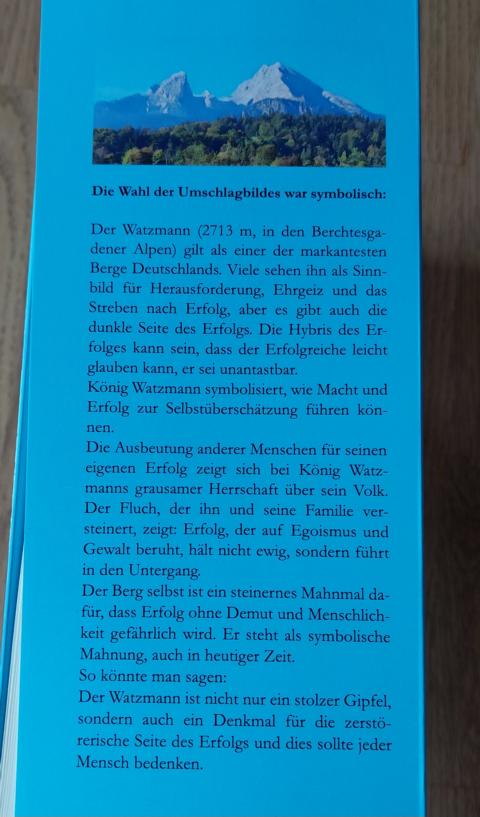 Die Wahl der Umschlagbildes war symbolisch:
Der Watzmann (2713 m, in den Berchtesga-
dener Alpen) gilt als einer der markantesten
Berge Deutschlands. Viele sehen ihn als Sinn-
bild für Herausforderung, Ehrgeiz und das
Streben nach Erfolg, aber es gibt auch die
dunkle Seite des Erfolgs. Die Hybris des Er-
folges kann sein, dass der Erfolgreiche leicht
glauben kann, er sei unantastbar.
König Watzmann symbolisiert, wie Macht und
Erfolg zur Selbstüberschätzung führen kön-
nen.
Die Ausbeutung anderer Menschen für seinen
eigenen Erfolg zeigt sich bei König Watz-
manns grausamer Herrschaft über sein Volk.
Der Fluch, der ihn und seine Familie ver-
steinert, zeigt: Erfolg, der auf Egoismus und
Gewalt beruht, hält nicht ewig, sondern führt
in den Untergang.
Der Berg selbst ist ein steinernes Mahnmal da-
für, dass Erfolg ohne Demut und Menschlich-
keit gefährlich wird. Er steht als symbolische
Mahnung, auch in heutiger Zeit.
So könnte man sagen:
Der Watzmann ist nicht nur ein stolzer Gipfel,
sondern auch ein Denkmal für die zerstö-
rerische Seite des Erfolgs und dies sollte jeder
Mensch bedenken.